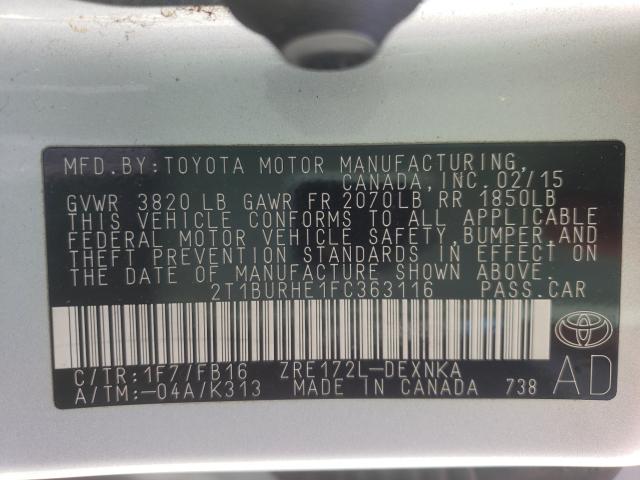 MFD.BY:TOYOTA MOTOR MANUFACTURING,
CANADA,INC.02/15
GVWR 3820 LB GAWR FR 2070LB RR 1850LB
THIS VEHICLE CONFORMS TO ALL APPLICABLE
FEDERAL MOTOR VEHICLE SAFETY,BUMPER,AND
THEFT PREVENTION STANDARDS IN EFFECT ON
THE DATE OF MANUFACTURE SHOWN ABOVE.
2T1BURHE1FC363116 PASS.CAR
C/TR:1F7/FB16 ZRE172L-DEXNKA
A/TM:-04A/K313 MADE IN CANADA 738
AD